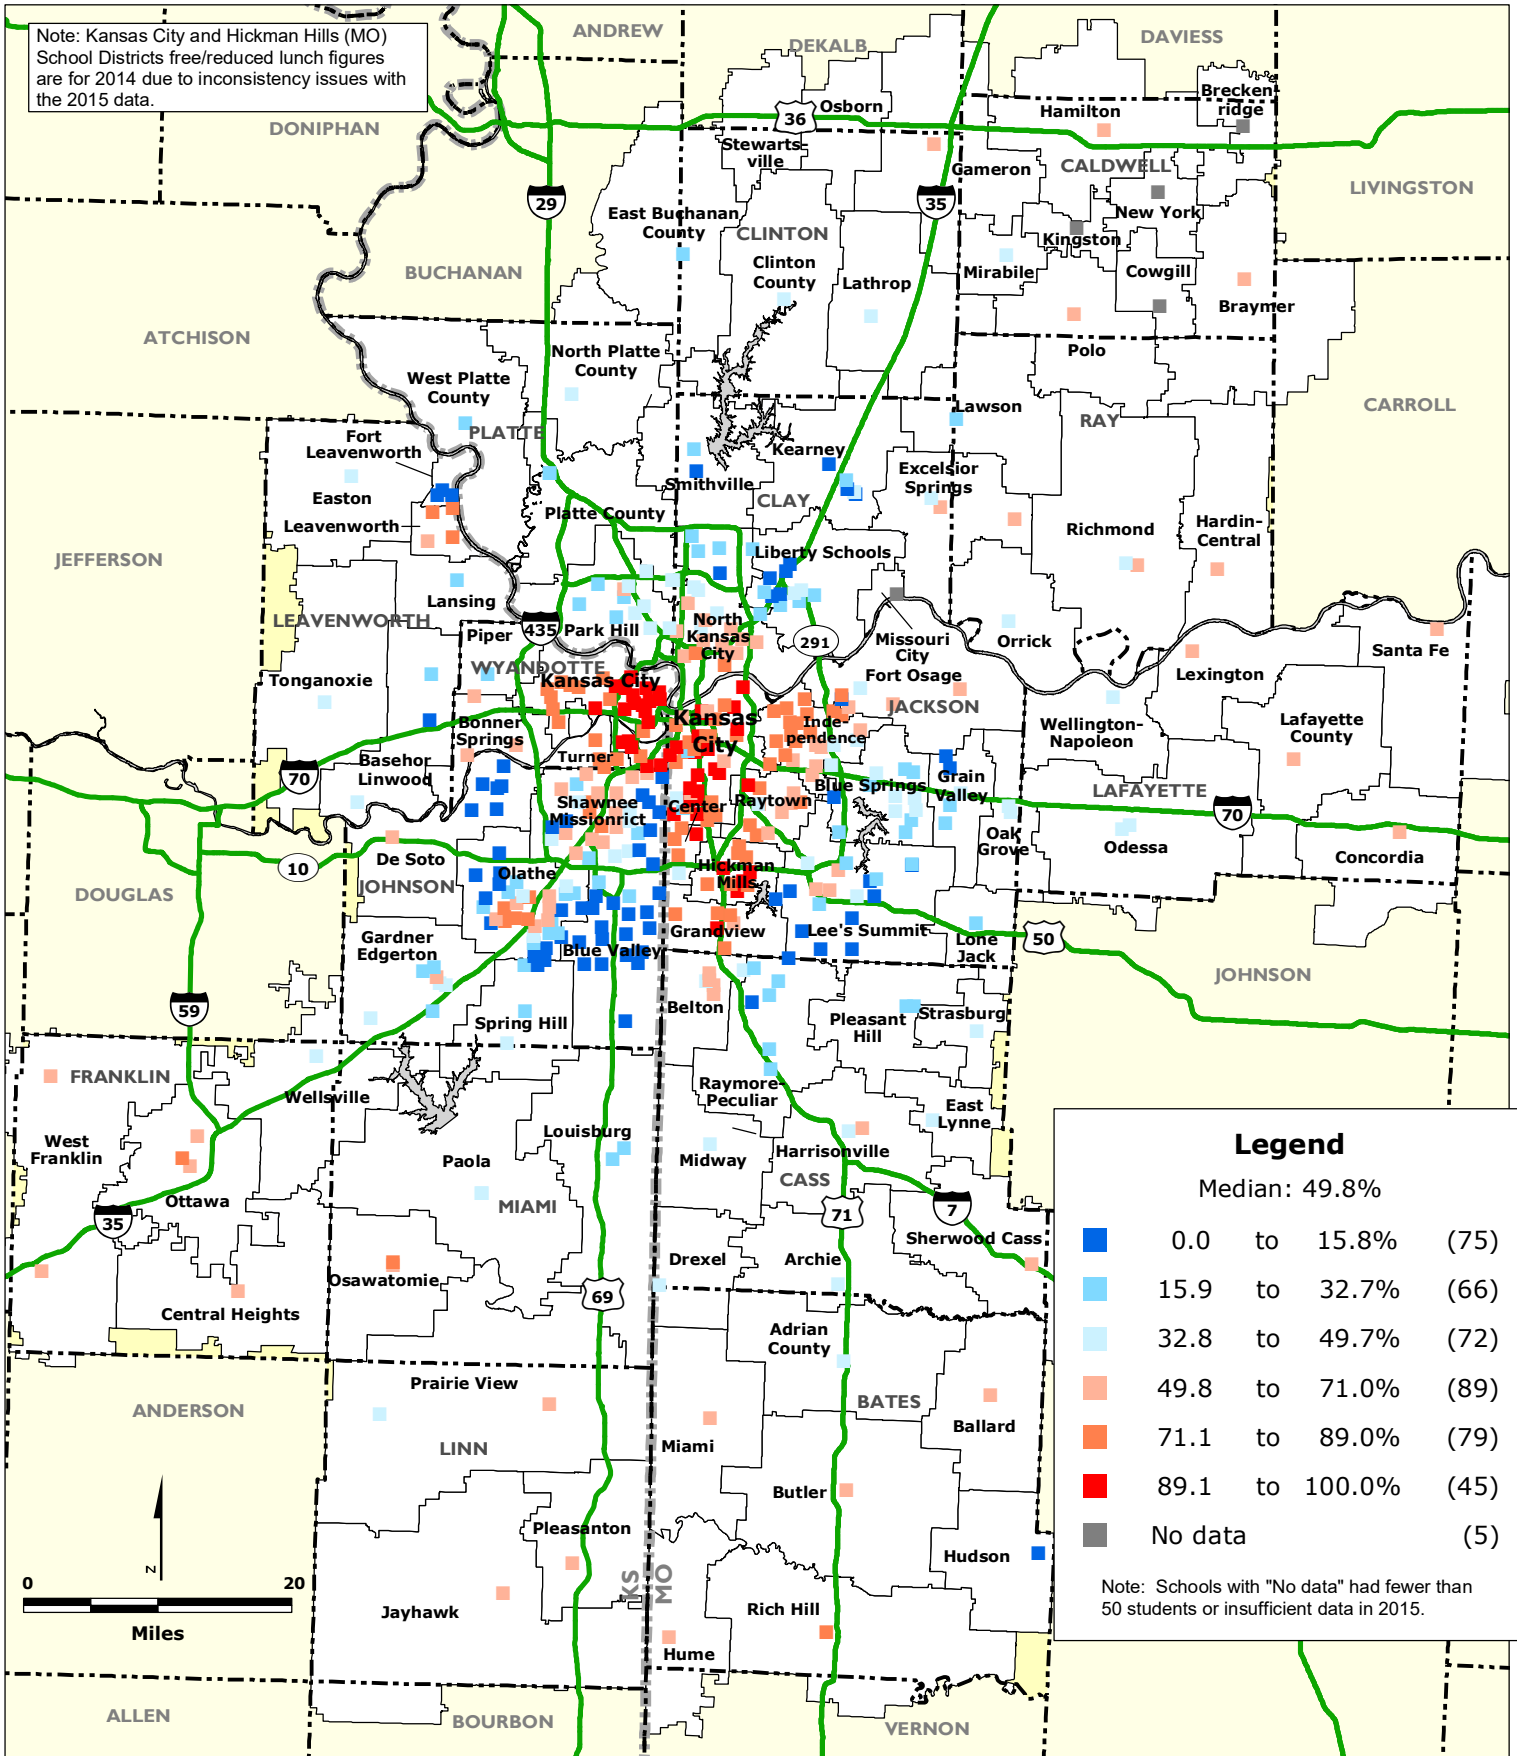 Note: Kansas City and Hickman Hills (MO)
School Districts free/reduced lunch figures
are for 2014 due to inconsistency issues with
the 2015 data.
ANDREW
DEKALB
DAVIESS
DONIPHAN
36
Osborn
Hamilton
Brecken-
ridge
Stewarts-
ville
Cameron
CALDWELL
LIVINGSTON
29
35
East Buchanan
County
CLINTON
New York
Kingston
BUCHANAN
Clinton
County
Lathrop
Mirabile
Cowgill
Braymer
ATCHISON
North Platte
County
Polo
West Platte
County
PLATTE
Lawson
RAY
CARROLL
Fort
Leavenworth
Kearney
Excelsior
Springs
Easton
Smithville
CLAY
Leavenworth
Platte County
Richmond
Hardin-
Central
JEFFERSON
Liberty Schools
Lansing
LEAVENWORTH
435
Park Hill
North
Kansas
City
291
Missouri
City
Orrick
Piper
Santa Fe
WYANDOTTE
Kansas City
Fort Osage
Lexington
Tonganoxie
JACKSON
Bonner
Springs
Kansas
City
Inde-
pendence
Wellington-
Napoleon
Lafayette
County
70
Basehor
Linwood
Turner
Blue Springs
Grain
Valley
LAFAYETTE
70
Shawnee
Missionrict
Center
Raytown
Oak
Grove
Odessa
Concordia
10
De Soto
JOHNSON
Olathe
Hickman
Mills
DOUGLAS
Gardner
Edgerton
Blue Valley
Grandview
Lee's Summit
Lone
Jack
50
JOHNSON
59
Spring Hill
Belton
Pleasant
Hill
Strasburg
FRANKLIN
Wellsville
Raymore-
Peculiar
East
Lynne
West
Franklin
Louisburg
Paola
Midway
Harrisonville
CASS
Ottawa
MIAMI
35
71
7
Sherwood Cass
Osawatomie
Drexel
Archie
69
Central Heights
Adrian
County
Prairie View
ANDERSON
BATES
Ballard
LINN
Miami
Butler
Pleasanton
Hudson
N
KS
MO
0
20
Miles
Jayhawk
Rich Hill
Hume
ALLEN
BOURBON
VERNON
Legend
Median: 49.8%
0.0 to 15.8% (75)
15.9 to 32.7% (66)
32.8 to 49.7% (72)
49.8 to 71.0% (89)
71.1 to 89.0% (79)
89.1 to 100.0% (45)
No data (5)
Note: Schools with "No data" had fewer than
50 students or insufficient data in 2015.